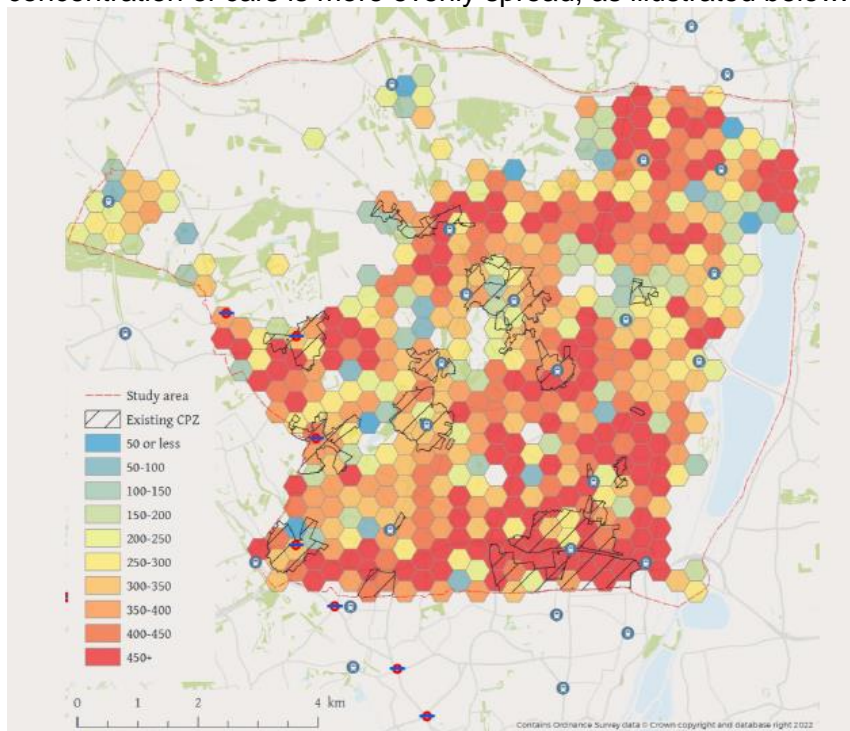 concentration of cars is more evenly spread, as illustrated below
Study area
Existing CPZ
50 or less
50-100
100-150
150-200
200-250
250-300
300-350
350-400
400-450
450+
0 1 2 4 km
Contains Ordnance Survey data © Crown copyright and database right 2022